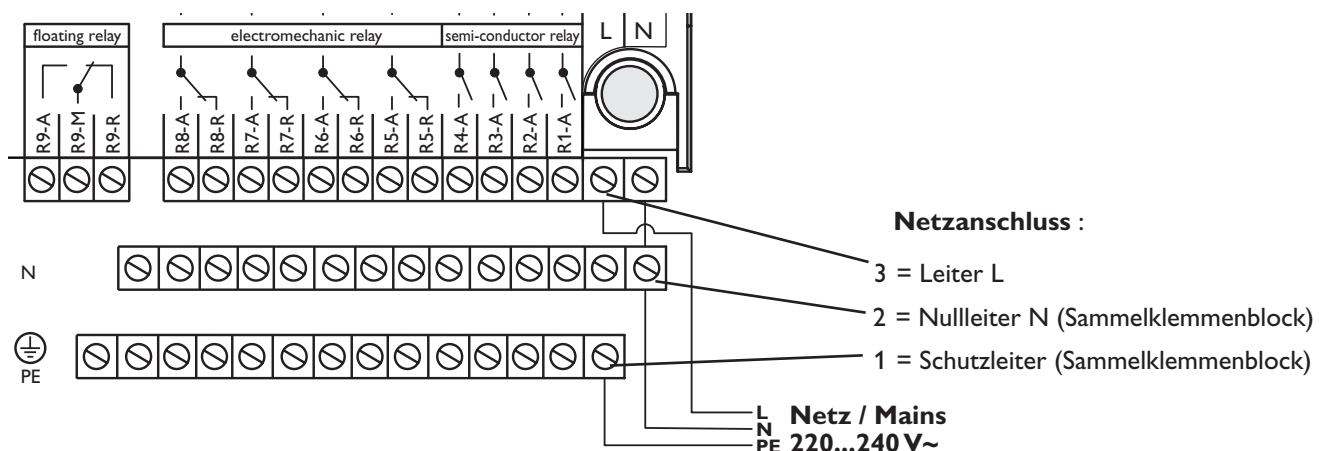 floating relay
electromechanic relay
semi-conductor relay
L N
R9-A R9-M R9-R
R8-A R8-R R7-A R7-R R6-A R6-R R5-A R5-R R4-A R3-A R2-A R1-A
Netzanschluss :
N
3 = Leiter L
2 = Nullleiter N (Sammelklemmenblock)
PE
1 = Schutzleiter (Sammelklemmenblock)
L Netz / Mains
N
PE 220...240 V~